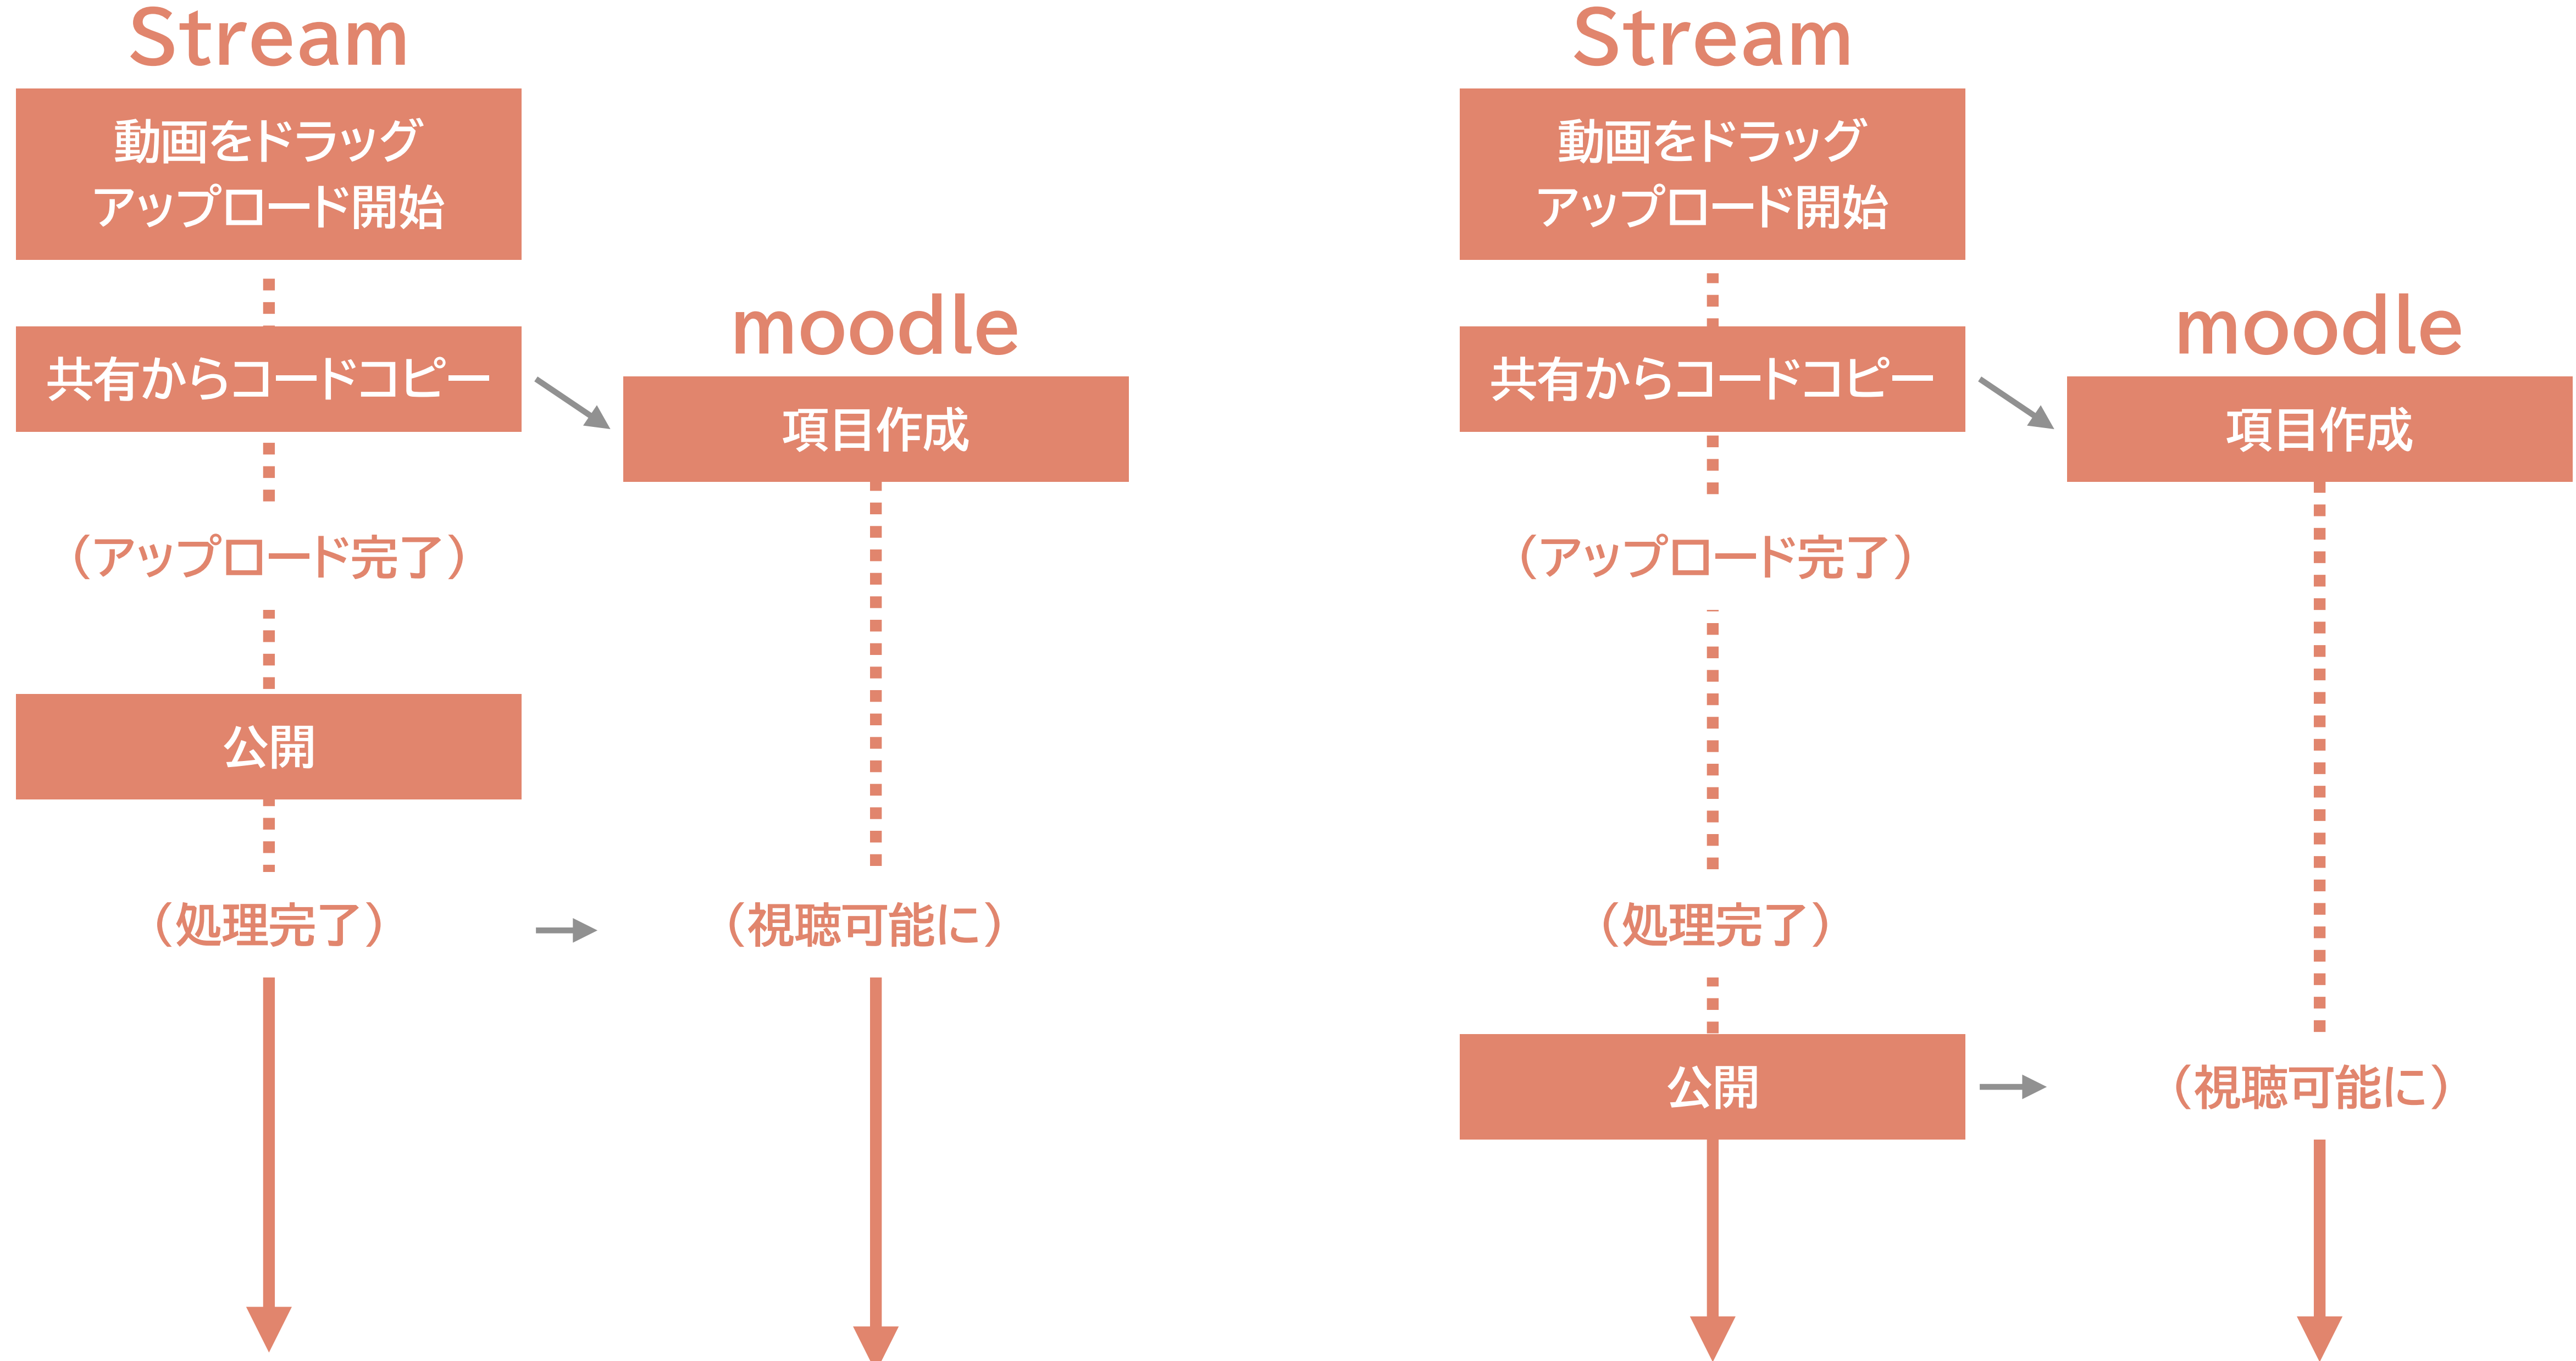 Stream
動画をドラッグ
アップロード開始
共有からコードコピー
moodle
項目作成
（アップロード完了）
公開
（処理完了）
（視聴可能に）
Stream
動画をドラッグ
アップロード開始
共有からコードコピー
moodle
項目作成
（アップロード完了）
（処理完了）
公開
（視聴可能に）